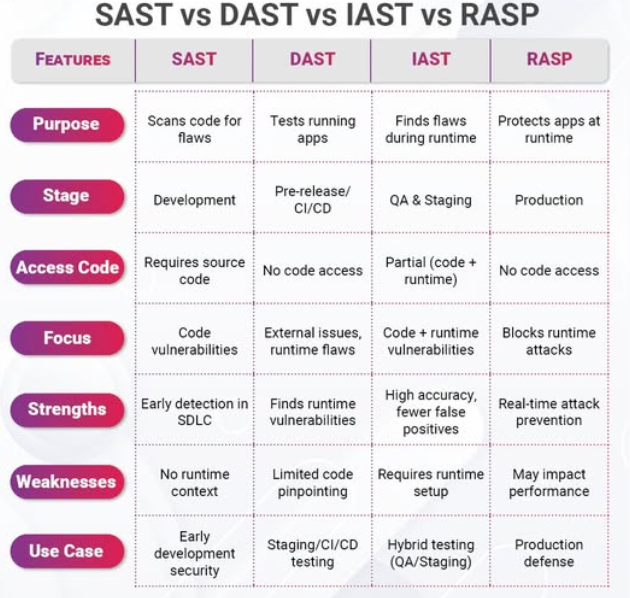 SAST vs DAST vs IAST vs RASP
FEATURES SAST DAST IAST RASP
Purpose
Scans code for
flaws
Tests running
apps
Finds flaws
during runtime
Protects apps at
runtime
Stage
Development
Pre-release/
CI/CD
QA & Staging
Production
Access Code
Requires source
code
No code access
Partial (code +
runtime)
No code access
Focus
Code
vulnerabilities
External issues,
runtime flaws
Code + runtime
vulnerabilities
Blocks runtime
attacks
Strengths
Early detection in
SDLC
Finds runtime
vulnerabilities
High accuracy,
fewer false
positives
Real-time attack
prevention
Weaknesses
No runtime
context
Limited code
pinpointing
Requires runtime
setup
May impact
performance
Use Case
Early
development
security
Staging/CI/CD
testing
Hybrid testing
(QA/Staging)
Production
defense